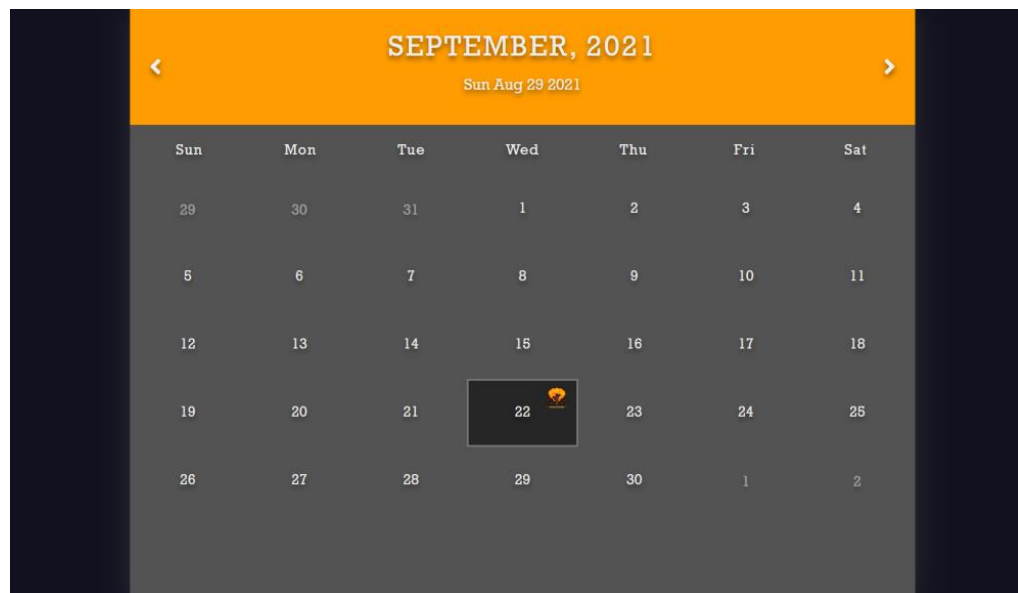 SEPTEMBER, 2021
Sun Aug 29 2021
Sun Mon Tue Wed Thu Fri Sat
29 30 31 1 2 3 4
5 6 7 8 9 10 11
12 13 14 15 16 17 18
19 20 21 22 23 24 25
26 27 28 29 30 1 2